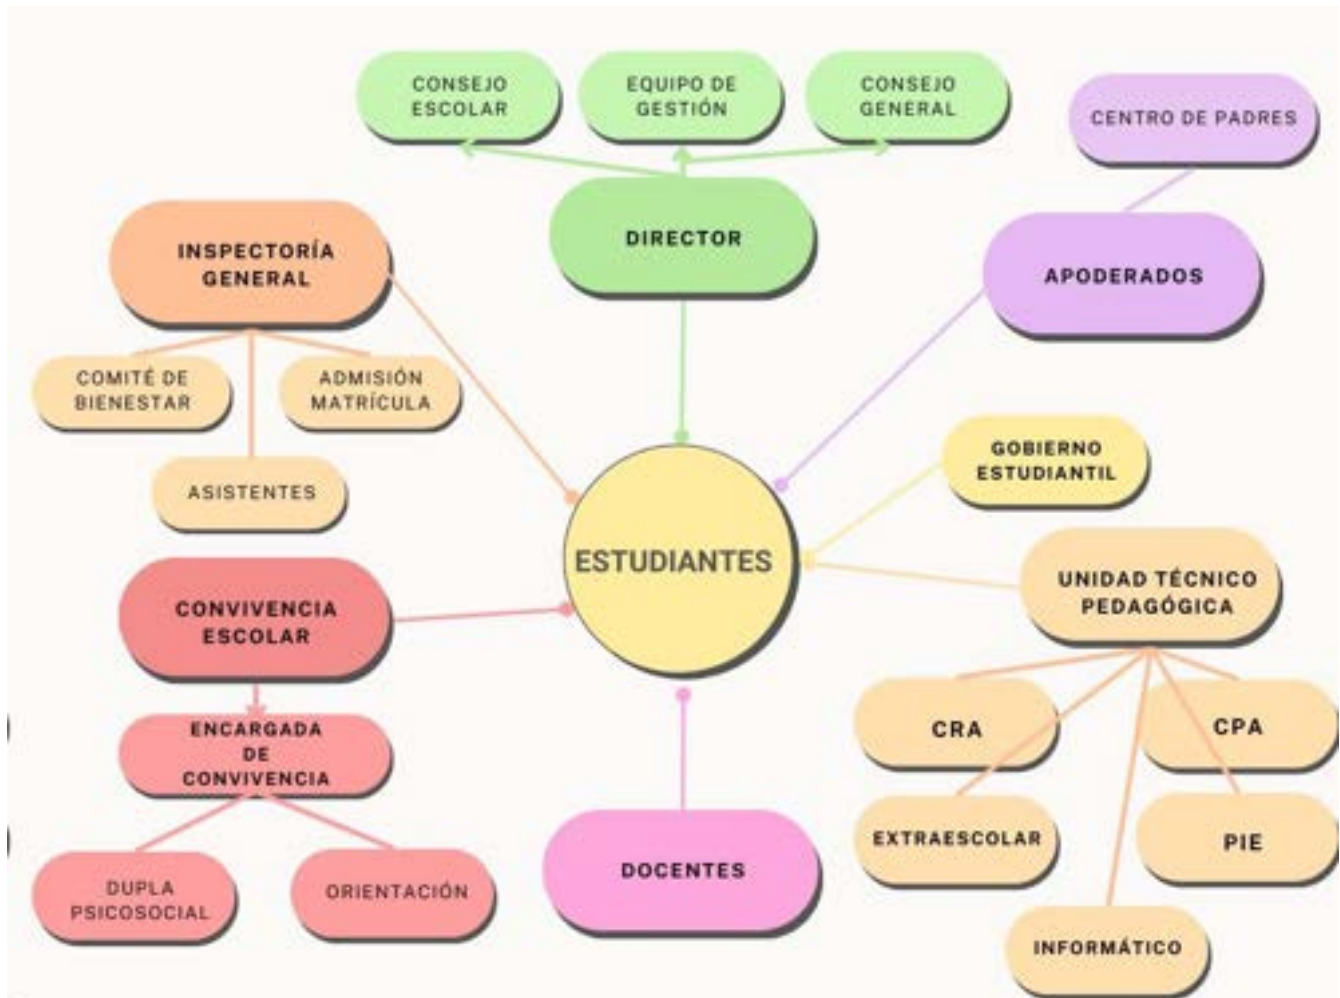 CONSEJO
ESCOLAR
EQUIPO DE
GESTIÓN
CONSEJO
GENERAL
CENTRO DE PADRES
INSPECTORÍA
GENERAL
DIRECTOR
APODERADOS
COMITÉ DE
BIENESTAR
ADMISIÓN
MATRÍCULA
ASISTENTES
GOBIERNO
ESTUDIANTIL
ESTUDIANTES
UNIDAD TÉCNICO
PEDAGÓGICA
CONVIVENCIA
ESCOLAR
ENCARGADA
DE
CONVIVENCIA
CRA
CPA
EXTRAESCOLAR
PIE
DOCENTES
DUPLA
PSICOSOCIAL
ORIENTACIÓN
INFORMÁTICO